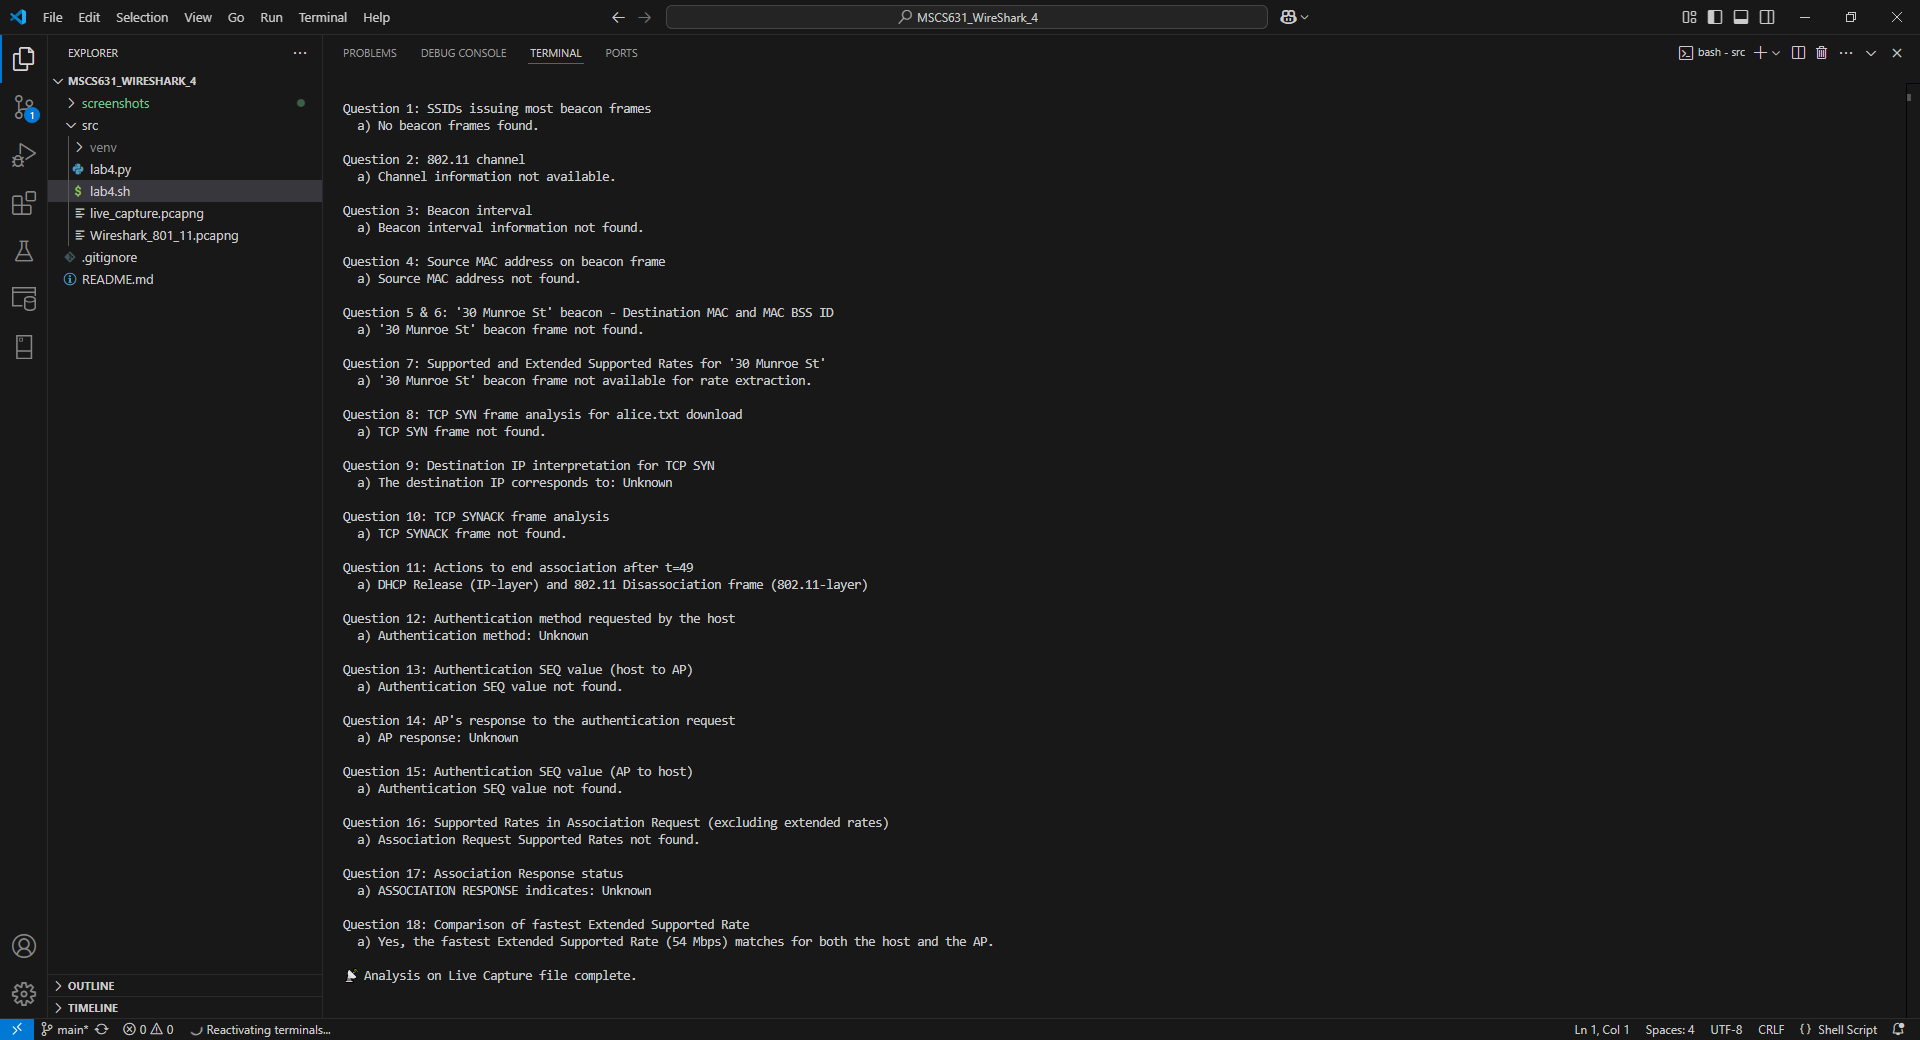 File Edit Selection View Go Run Terminal Help
MSCS631_WireShark_4
EXPLORER
MSCS631_WIRESHARK_4
screenshots
src
venv
lab4.py
$ lab4.sh
live_capture.pcapng
Wireshark_801_11.pcapng
.gitignore
README.md
OUTLINE
TIMELINE
1
PROBLEMS DEBUG CONSOLE TERMINAL PORTS
bash - src
Question 1: SSIDs issuing most beacon frames
a) No beacon frames found.
Question 2: 802.11 channel
a) Channel information not available.
Question 3: Beacon interval
a) Beacon interval information not found.
Question 4: Source MAC address on beacon frame
a) Source MAC address not found.
Question 5 & 6: '30 Munroe St' beacon - Destination MAC and MAC BSS ID
a) '30 Munroe St' beacon frame not found.
Question 7: Supported and Extended Supported Rates for '30 Munroe St'
a) '30 Munroe St' beacon frame not available for rate extraction.
Question 8: TCP SYN frame analysis for alice.txt download
a) TCP SYN frame not found.
Question 9: Destination IP interpretation for TCP SYN
a) The destination IP corresponds to: Unknown
Question 10: TCP SYNACK frame analysis
a) TCP SYNACK frame not found.
Question 11: Actions to end association after t=49
a) DHCP Release (IP-layer) and 802.11 Disassociation frame (802.11-layer)
Question 12: Authentication method requested by the host
a) Authentication method: Unknown
Question 13: Authentication SEQ value (host to AP)
a) Authentication SEQ value not found.
Question 14: AP's response to the authentication request
a) AP response: Unknown
Question 15: Authentication SEQ value (AP to host)
a) Authentication SEQ value not found.
Question 16: Supported Rates in Association Request (excluding extended rates)
a) Association Request Supported Rates not found.
Question 17: Association Response status
a) ASSOCIATION RESPONSE indicates: Unknown
Question 18: Comparison of fastest Extended Supported Rate
a) Yes, the fastest Extended Supported Rate (54 Mbps) matches for both the host and the AP.
Analysis on Live Capture file complete.
main* 0 0 Reactivating terminals... Ln 1, Col 1 Spaces: 4 UTF-8 CRLF {} Shell Script